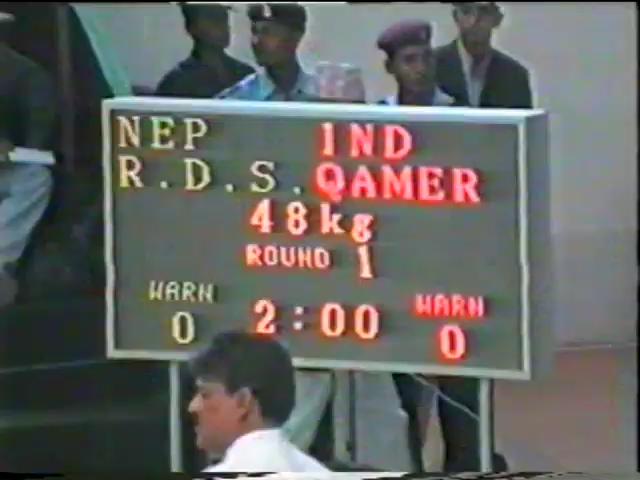 NEP IND
R.D.S. QAMER
48kg
ROUND 1
WARN 2:00 WARN
0 0